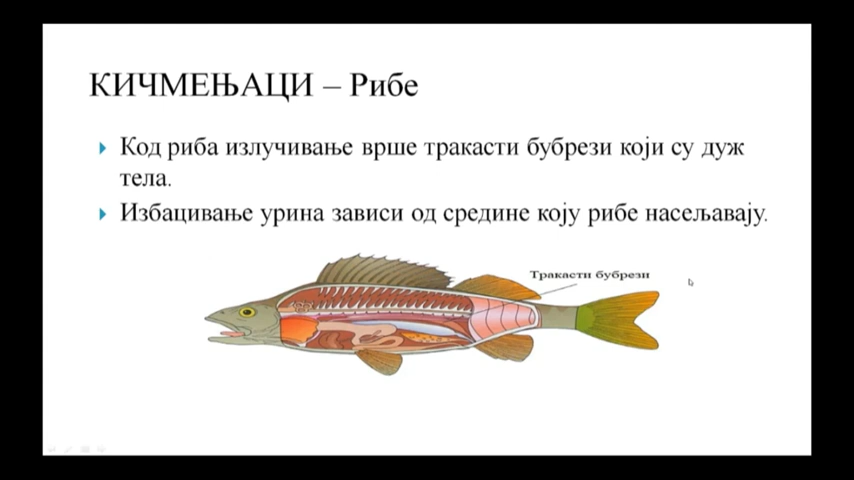 КИЧМЕЊАЦИ – Рибе
Код риба излучивање врше тракасти бубрези који су дуж
тела.
Избацивање урина зависи од средине коју рибе насељавају.
Тракасти бубрези